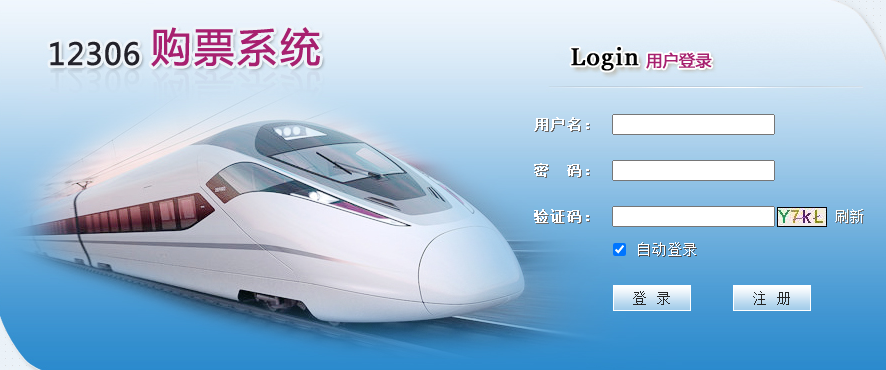 12306 购票系统
Login 用户登录
用户名：
密 码：
验证码： Y7kL 刷新
自动登录
登 录 注 册